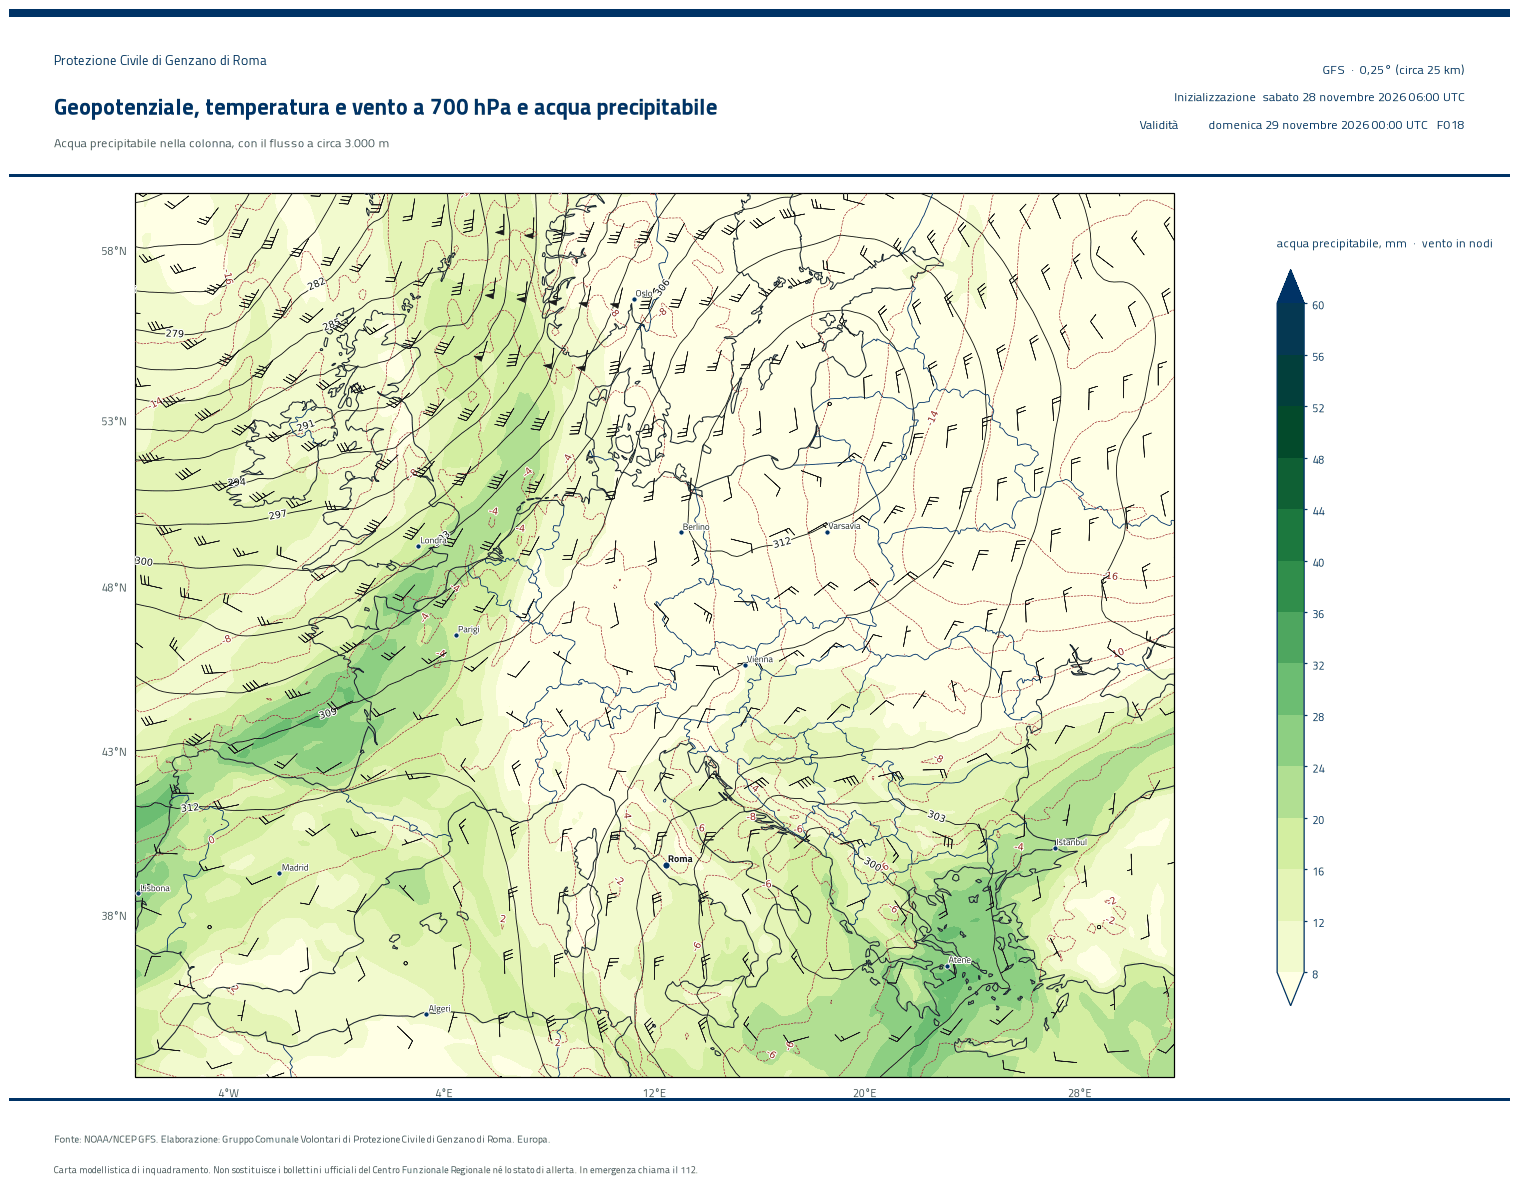 Protezione Civile di Genzano di Roma
Geopotenziale, temperatura e vento a 700 hPa e acqua precipitabile
Acqua precipitabile nella colonna, con il flusso a circa 3.000 m
GFS · 0,25° (circa 25 km)
Inizializzazione sabato 28 novembre 2026 06:00 UTC
Validità domenica 29 novembre 2026 00:00 UTC F018
acqua precipitabile, mm · vento in nodi
60
56
52
48
44
40
36
32
28
24
20
16
12
8
58°N
53°N
48°N
43°N
38°N
4°W
4°E
12°E
20°E
28°E
Oslo
Londra
Berlino
Varsavia
Parigi
Vienna
Madrid
Lisbona
Roma
Istanbul
Atene
Algeri
279
282
285
291
294
297
300
309
312
306
312
303
300
Fonte: NOAA/NCEP GFS. Elaborazione: Gruppo Comunale Volontari di Protezione Civile di Genzano di Roma. Europa.
Carta modellistica di inquadramento. Non sostituisce i bollettini ufficiali del Centro Funzionale Regionale né lo stato di allerta. In emergenza chiama il 112.